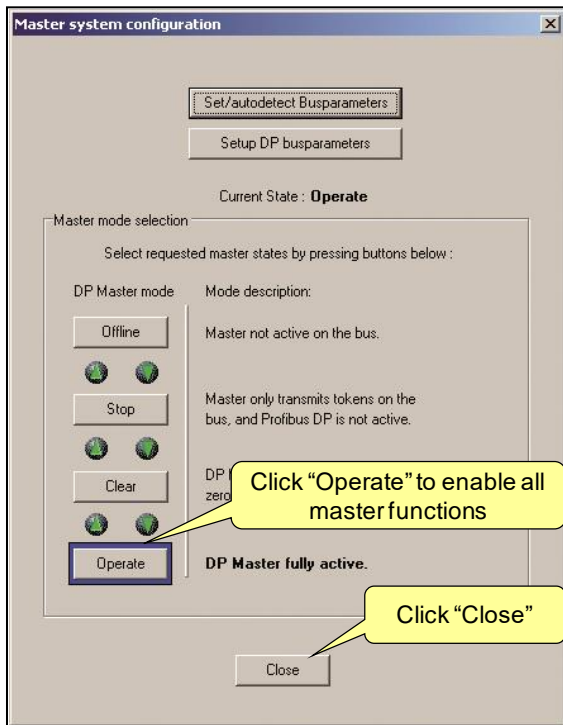 Master system configuration
Set/autodetect Busparameters
Setup DP busparameters
Current State : Operate
Master mode selection
Select requested master states by pressing buttons below :
DP Master mode Mode description:
Offline Master not active on the bus.
Stop Master only transmits tokens on the
bus, and Profibus DP is not active.
Clear DP
zero
Click “Operate” to enable all
master functions
Operate DP Master fully active.
Click “Close”
Close